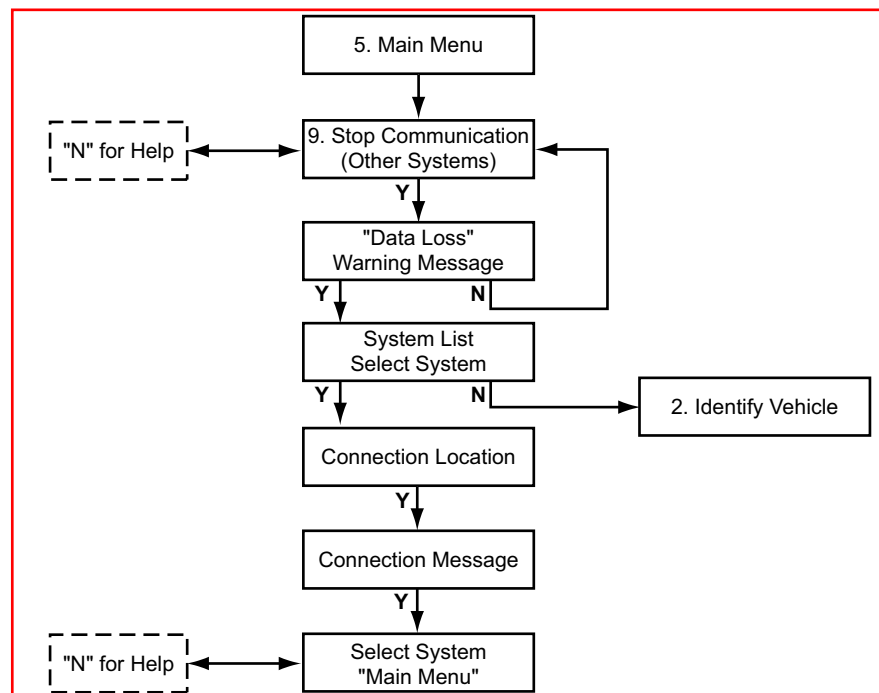 5. Main Menu
"N" for Help
9. Stop Communication
(Other Systems)
Y
"Data Loss"
Warning Message
Y
N
System List
Select System
Y
N
2. Identify Vehicle
Connection Location
Y
Connection Message
Y
"N" for Help
Select System
"Main Menu"